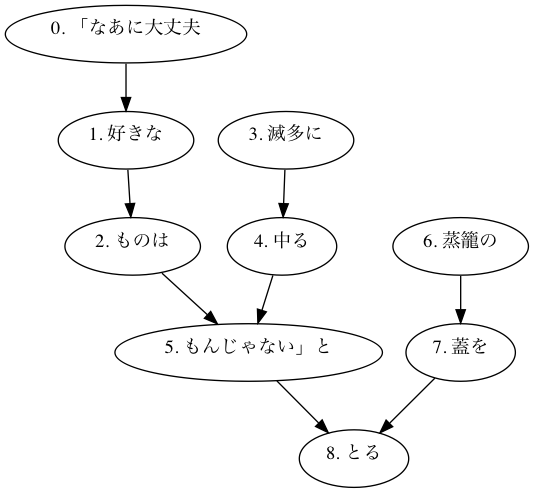 0. 「なあに大丈夫
1. 好きな
3. 滅多に
2. ものは
4. 中る
6. 蒸籠の
5. もんじゃない」と
7. 蓋を
8. とる